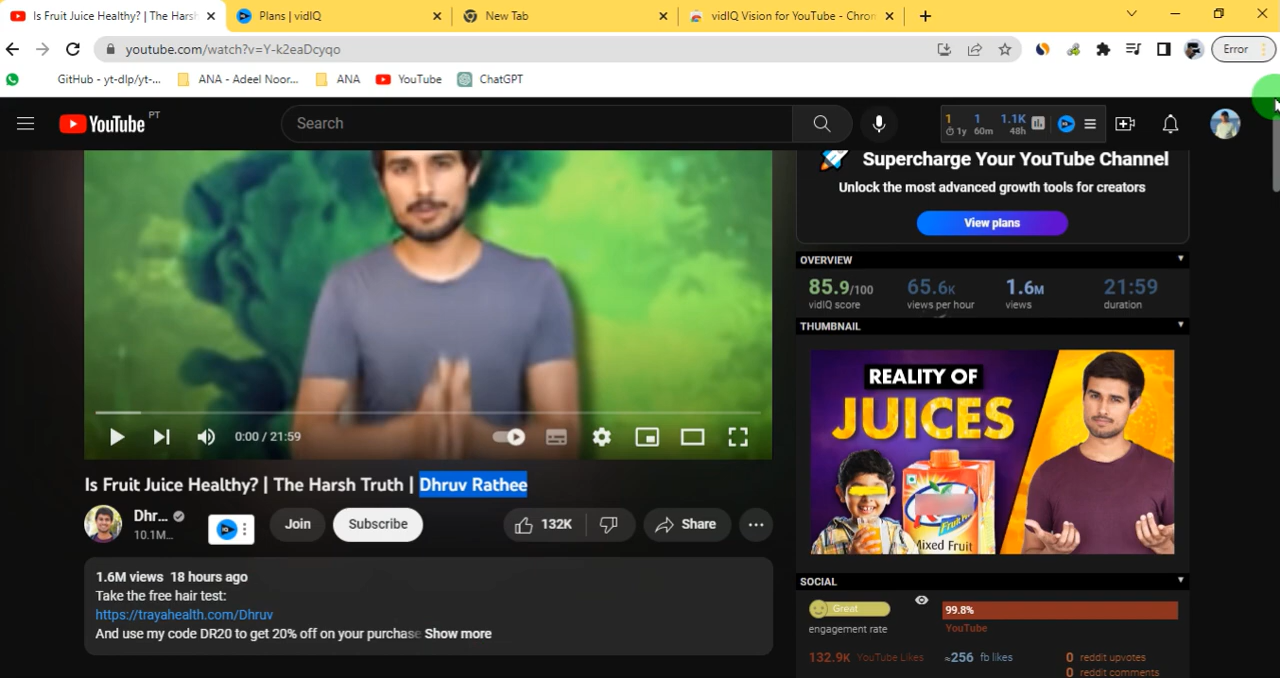 Is Fruit Juice Healthy? | The Hars
Plans | vidIQ
New Tab
vidIQ Vision for YouTube - Chron
youtube.com/watch?v=Y-k2eaDcyqo
Error
GitHub - yt-dlp/yt-...
ANA - Adeel Noor...
ANA
YouTube
ChatGPT
YouTube PT
Search
1 1 1.1K
1y 60m 48h
Supercharge Your YouTube Channel
Unlock the most advanced growth tools for creators
View plans
OVERVIEW
85.9/100 65.6K 1.6M 21:59
vidIQ score views per hour views duration
THUMBNAIL
REALITY OF
JUICES
Mixed Fruit
0:00 / 21:59
Is Fruit Juice Healthy? | The Harsh Truth | Dhruv Rathee
Dhr...
10.1M...
Join
Subscribe
132K
Share
1.6M views 18 hours ago
Take the free hair test:
https://trayahealth.com/Dhruv
And use my code DR20 to get 20% off on your purchase Show more
SOCIAL
Great
engagement rate
99.8%
YouTube
132.9K YouTube Likes
≈256 fb likes
0 reddit upvotes
0 reddit comments